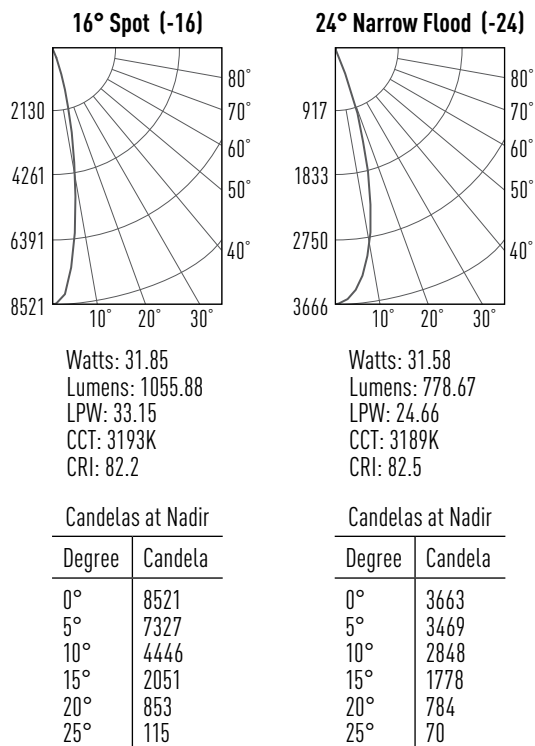 16° Spot (-16)
80°
70°
60°
50°
40°
2130
4261
6391
8521
10°
20°
30°
Watts: 31.85
Lumens: 1055.88
LPW: 33.15
CCT: 3193K
CRI: 82.2
Candelas at Nadir
Degree Candela
0° 8521
5° 7327
10° 4446
15° 2051
20° 853
25° 115
24° Narrow Flood (-24)
80°
70°
60°
50°
40°
917
1833
2750
3666
10°
20°
30°
Watts: 31.58
Lumens: 778.67
LPW: 24.66
CCT: 3189K
CRI: 82.5
Candelas at Nadir
Degree Candela
0° 3663
5° 3469
10° 2848
15° 1778
20° 784
25° 70